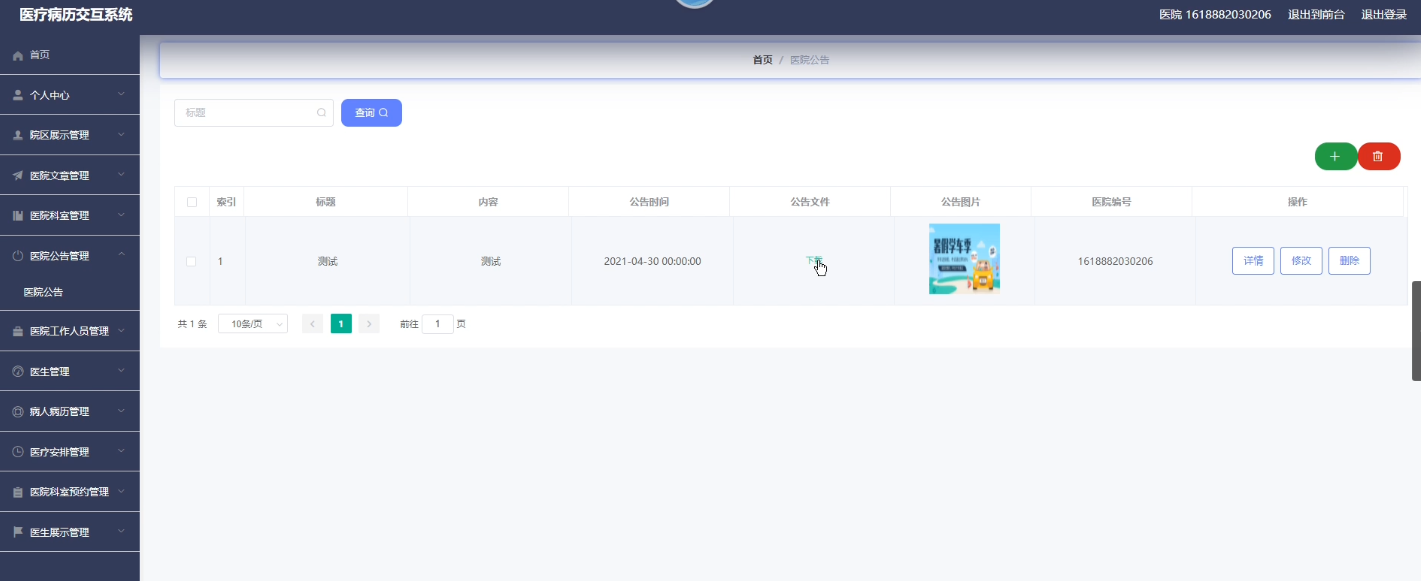 医疗病历交互系统
医院 1618882030206 退出到前台 退出登录
首页
个人中心
院区展示管理
医院文章管理
医院科室管理
医院公告管理
医院公告
医院工作人员管理
医生管理
病人病历管理
医疗安排管理
医院科室预约管理
医生展示管理
首页 / 医院公告
标题
查询
索引 标题 内容 公告时间 公告文件 公告图片 医院编号 操作
1 测试 测试 2021-04-30 00:00:00 下载 暑假学车季 1618882030206 详情 修改 删除
共 1 条 10条/页 1 前往 1 页